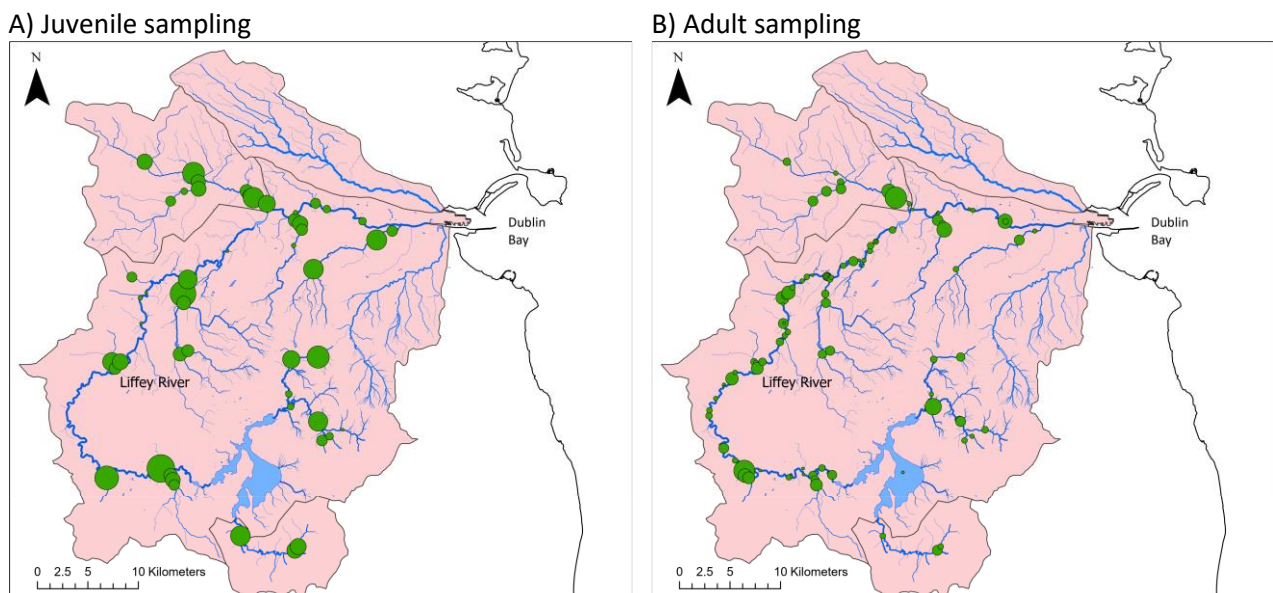 A) Juvenile sampling
B) Adult sampling
N
Dublin
Bay
Liffey River
0 2.5 5 10 Kilometers
N
Dublin
Bay
Liffey River
0 2.5 5 10 Kilometers